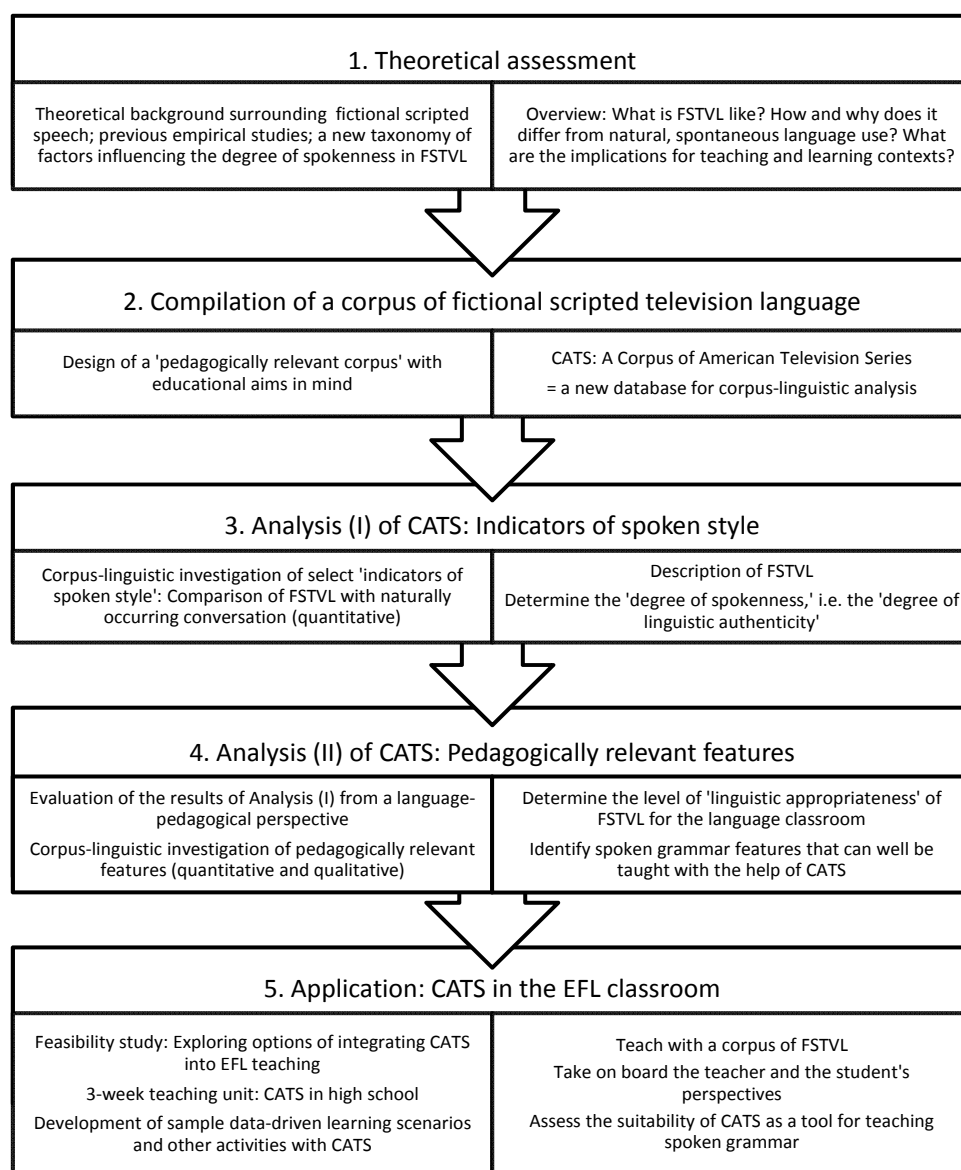 1. Theoretical assessment
Theoretical background surrounding fictional scripted
speech; previous empirical studies; a new taxonomy of
factors influencing the degree of spokenness in FSTVL
Overview: What is FSTVL like? How and why does it
differ from natural, spontaneous language use? What
are the implications for teaching and learning contexts?
2. Compilation of a corpus of fictional scripted television language
Design of a 'pedagogically relevant corpus' with
educational aims in mind
CATS: A Corpus of American Television Series
= a new database for corpus-linguistic analysis
3. Analysis (I) of CATS: Indicators of spoken style
Corpus-linguistic investigation of select 'indicators of
spoken style': Comparison of FSTVL with naturally
occurring conversation (quantitative)
Description of FSTVL
Determine the 'degree of spokenness,' i.e. the 'degree of
linguistic authenticity'
4. Analysis (II) of CATS: Pedagogically relevant features
Evaluation of the results of Analysis (I) from a language-
pedagogical perspective
Corpus-linguistic investigation of pedagogically relevant
features (quantitative and qualitative)
Determine the level of 'linguistic appropriateness' of
FSTVL for the language classroom
Identify spoken grammar features that can well be
taught with the help of CATS
5. Application: CATS in the EFL classroom
Feasibility study: Exploring options of integrating CATS
into EFL teaching
3-week teaching unit: CATS in high school
Development of sample data-driven learning scenarios
and other activities with CATS
Teach with a corpus of FSTVL
Take on board the teacher and the student's
perspectives
Assess the suitability of CATS as a tool for teaching
spoken grammar